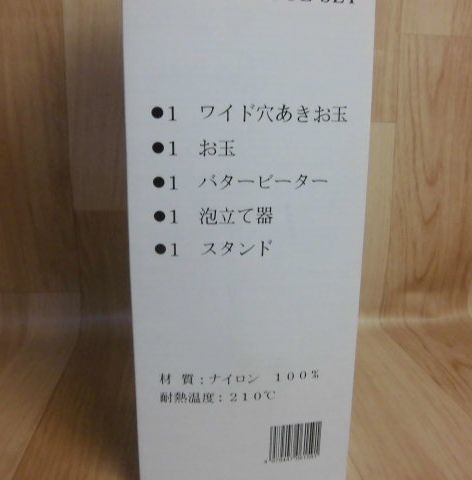 SET
●1 ワイド穴あきお玉
●1 お玉
●1 バタービーター
●1 泡立て器
●1 スタンド
材 質：ナイロン １００％
耐熱温度：２１０℃